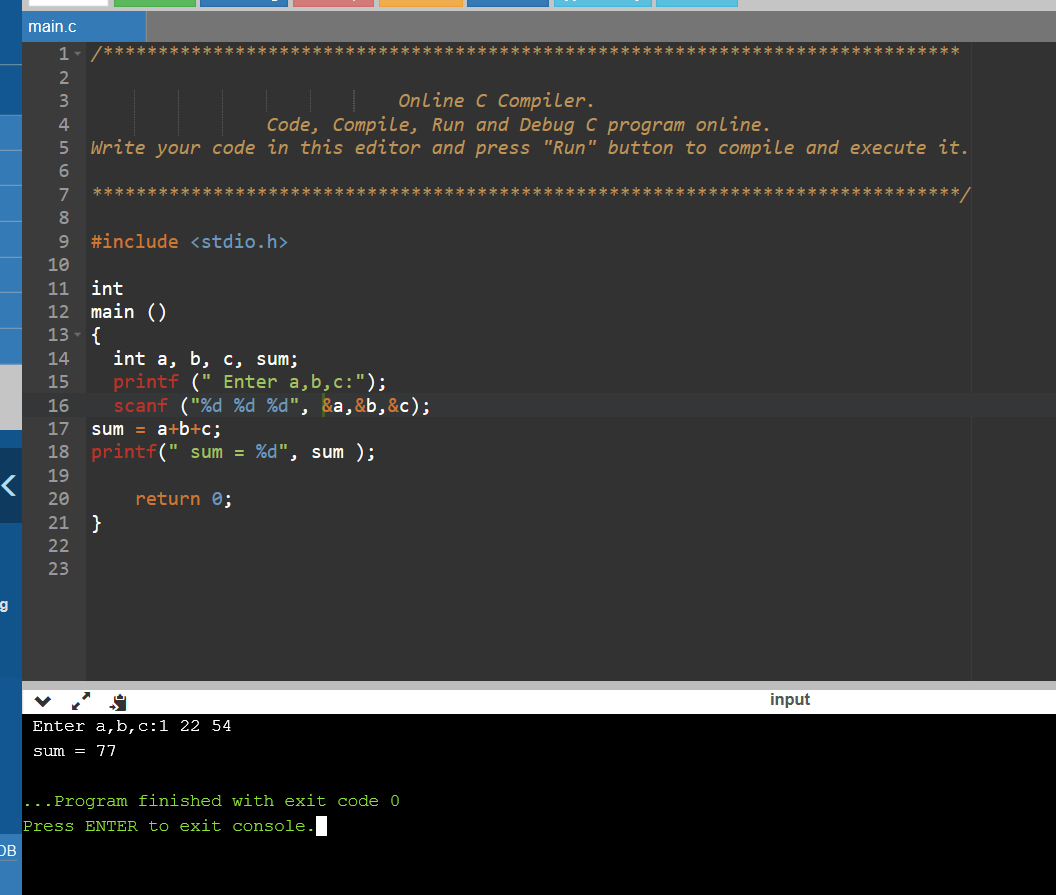 main.c
1 /******************************************************************************
2
3 Online C Compiler.
4 Code, Compile, Run and Debug C program online.
5 Write your code in this editor and press "Run" button to compile and execute it.
6
7 *******************************************************************************/
8
9 #include <stdio.h>
10
11 int
12 main ()
13 {
14 int a, b, c, sum;
15 printf (" Enter a,b,c:");
16 scanf ("%d %d %d", &a,&b,&c);
17 sum = a+b+c;
18 printf(" sum = %d", sum );
19
20 return 0;
21 }
22
23
g
DB
input
Enter a,b,c:1 22 54
sum = 77
...Program finished with exit code 0
Press ENTER to exit console.